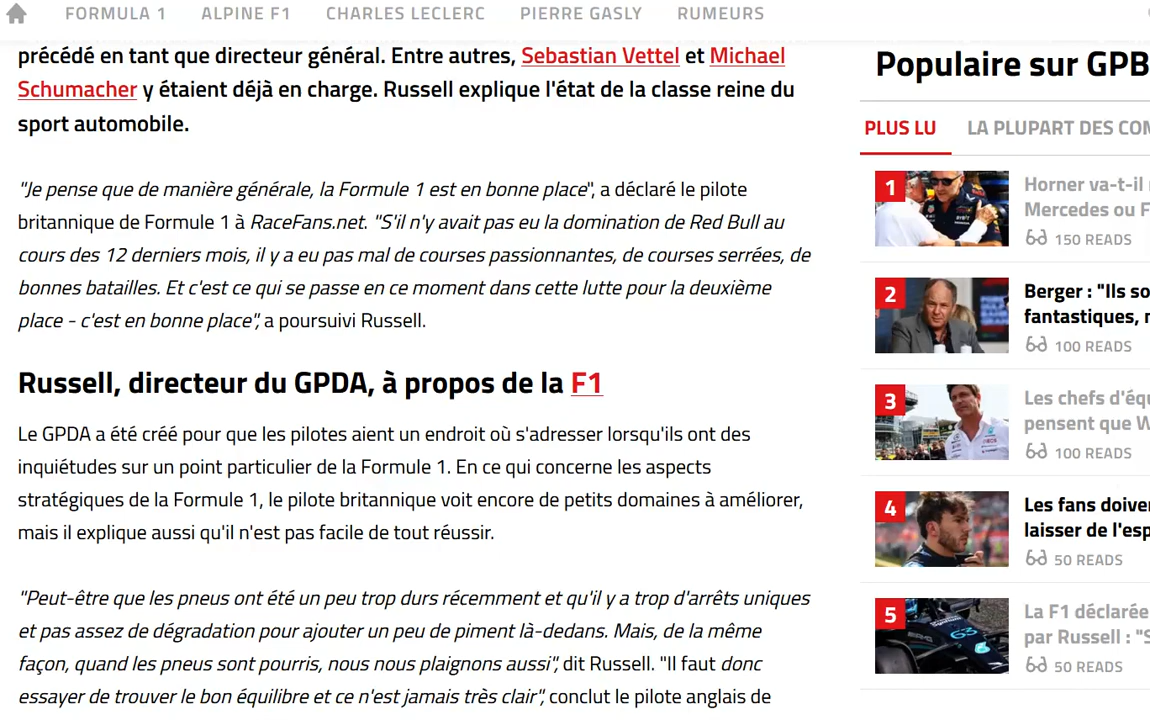 FORMULA 1 ALPINE F1 CHARLES LECLERC PIERRE GASLY RUMEURS
précédé en tant que directeur général. Entre autres, Sebastian Vettel et Michael
Schumacher y étaient déjà en charge. Russell explique l'état de la classe reine du
sport automobile.
"Je pense que de manière générale, la Formule 1 est en bonne place", a déclaré le pilote
britannique de Formule 1 à RaceFans.net. "S'il n'y avait pas eu la domination de Red Bull au
cours des 12 derniers mois, il y a eu pas mal de courses passionnantes, de courses serrées, de
bonnes batailles. Et c'est ce qui se passe en ce moment dans cette lutte pour la deuxième
place - c'est en bonne place", a poursuivi Russell.
Russell, directeur du GPDA, à propos de la F1
Le GPDA a été créé pour que les pilotes aient un endroit où s'adresser lorsqu'ils ont des
inquiétudes sur un point particulier de la Formule 1. En ce qui concerne les aspects
stratégiques de la Formule 1, le pilote britannique voit encore de petits domaines à améliorer,
mais il explique aussi qu'il n'est pas facile de tout réussir.
"Peut-être que les pneus ont été un peu trop durs récemment et qu'il y a trop d'arrêts uniques
et pas assez de dégradation pour ajouter un peu de piment là-dedans. Mais, de la même
façon, quand les pneus sont pourris, nous nous plaignons aussi", dit Russell. "Il faut donc
essayer de trouver le bon équilibre et ce n'est jamais très clair", conclut le pilote anglais de
Populaire sur GPB
PLUS LU LA PLUPART DES COM
1
Horner va-t-il
Mercedes ou F
150 READS
2
Berger : "Ils so
fantastiques,
100 READS
3
Les chefs d'équ
pensent que
100 READS
4
Les fans doive
laisser de l'esp
50 READS
5
La F1 déclarée
par Russell : "S
50 READS
63